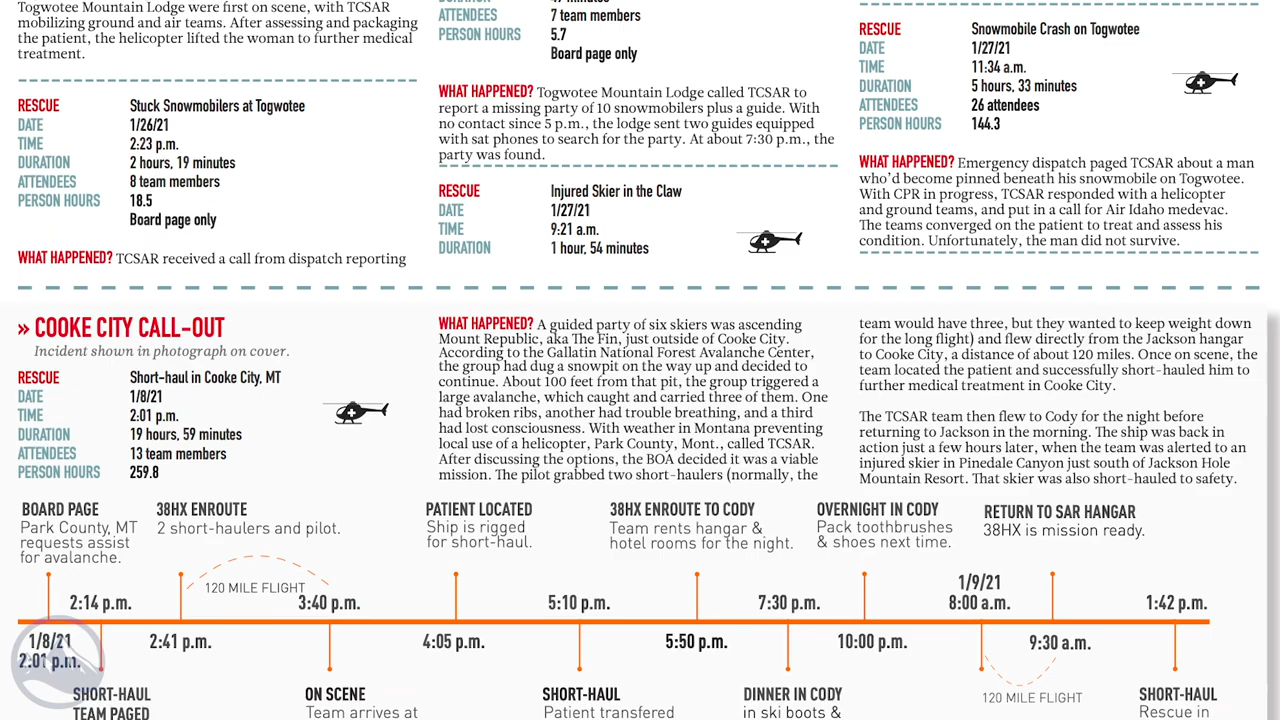 Togwotee Mountain Lodge were first on scene, with TCSAR
mobilizing ground and air teams. After assessing and packaging
the patient, the helicopter lifted the woman to further medical
treatment.
RESCUE Stuck Snowmobilers at Togwotee
DATE 1/26/21
TIME 2:23 p.m.
DURATION 2 hours, 19 minutes
ATTENDEES 8 team members
PERSON HOURS 18.5
Board page only
WHAT HAPPENED? TCSAR received a call from dispatch reporting
ATTENDEES 7 team members
PERSON HOURS 5.7
Board page only
WHAT HAPPENED? Togwotee Mountain Lodge called TCSAR to
report a missing party of 10 snowmobilers plus a guide. With
no contact since 5 p.m., the lodge sent two guides equipped
with sat phones to search for the party. At about 7:30 p.m., the
party was found.
RESCUE Injured Skier in the Claw
DATE 1/27/21
TIME 9:21 a.m.
DURATION 1 hour, 54 minutes
RESCUE Snowmobile Crash on Togwotee
DATE 1/27/21
TIME 11:34 a.m.
DURATION 5 hours, 33 minutes
ATTENDEES 26 attendees
PERSON HOURS 144.3
WHAT HAPPENED? Emergency dispatch paged TCSAR about a man
who'd become pinned beneath his snowmobile on Togwotee.
With CPR in progress, TCSAR responded with a helicopter
and ground teams, and put in a call for Air Idaho medevac.
The teams converged on the patient to treat and assess his
condition. Unfortunately, the man did not survive.
» COOKE CITY CALL-OUT
Incident shown in photograph on cover.
RESCUE Short-haul in Cooke City, MT
DATE 1/8/21
TIME 2:01 p.m.
DURATION 19 hours, 59 minutes
ATTENDEES 13 team members
PERSON HOURS 259.8
WHAT HAPPENED? A guided party of six skiers was ascending
Mount Republic, aka The Fin, just outside of Cooke City.
According to the Gallatin National Forest Avalanche Center,
the group had dug a snowpit on the way up and decided to
continue. About 100 feet from that pit, the group triggered a
large avalanche, which caught and carried three of them. One
had broken ribs, another had trouble breathing, and a third
had lost consciousness. With weather in Montana preventing
local use of a helicopter, Park County, Mont., called TCSAR.
After discussing the options, the BOA decided it was a viable
mission. The pilot grabbed two short-haulers (normally, the
team would have three, but they wanted to keep weight down
for the long flight) and flew directly from the Jackson hangar
to Cooke City, a distance of about 120 miles. Once on scene, the
team located the patient and successfully short-hauled him to
further medical treatment in Cooke City.
The TCSAR team then flew to Cody for the night before
returning to Jackson in the morning. The ship was back in
action just a few hours later, when the team was alerted to an
injured skier in Pinedale Canyon just south of Jackson Hole
Mountain Resort. That skier was also short-hauled to safety.
BOARD PAGE
Park County, MT
requests assist
for avalanche.
38HX ENROUTE
2 short-haulers and pilot.
PATIENT LOCATED
Ship is rigged
for short-haul.
38HX ENROUTE TO CODY
Team rents hangar &
hotel rooms for the night.
OVERNIGHT IN CODY
Pack toothbrushes
& shoes next time.
RETURN TO SAR HANGAR
38HX is mission ready.
120 MILE FLIGHT
2:14 p.m.
3:40 p.m.
5:10 p.m.
7:30 p.m.
1/9/21
8:00 a.m.
1:42 p.m.
1/8/21
2:01 p.m.
2:41 p.m.
4:05 p.m.
5:50 p.m.
10:00 p.m.
9:30 a.m.
120 MILE FLIGHT
SHORT-HAUL
TEAM PAGED
ON SCENE
Team arrives at
SHORT-HAUL
Patient transfered
DINNER IN CODY
in ski boots &
SHORT-HAUL
Rescue in